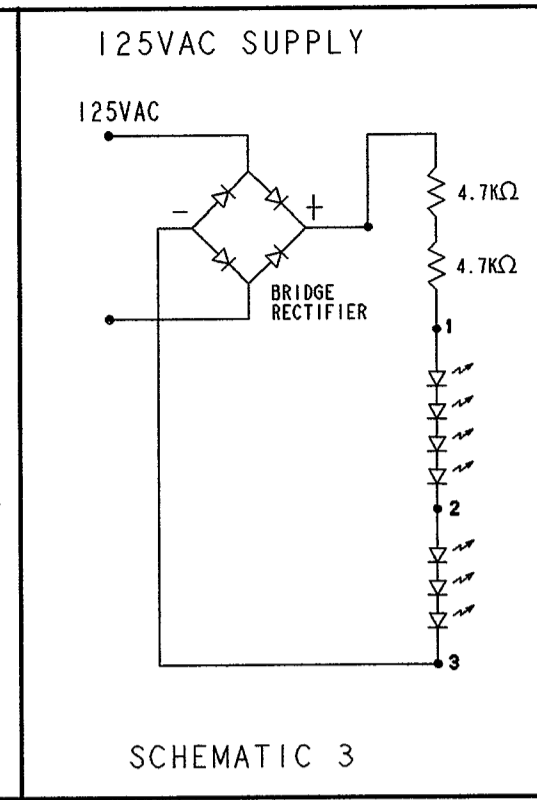 125VAC SUPPLY
125VAC
-
+
4.7KΩ
4.7KΩ
BRIDGE
RECTIFIER
1
2
3
SCHEMATIC 3